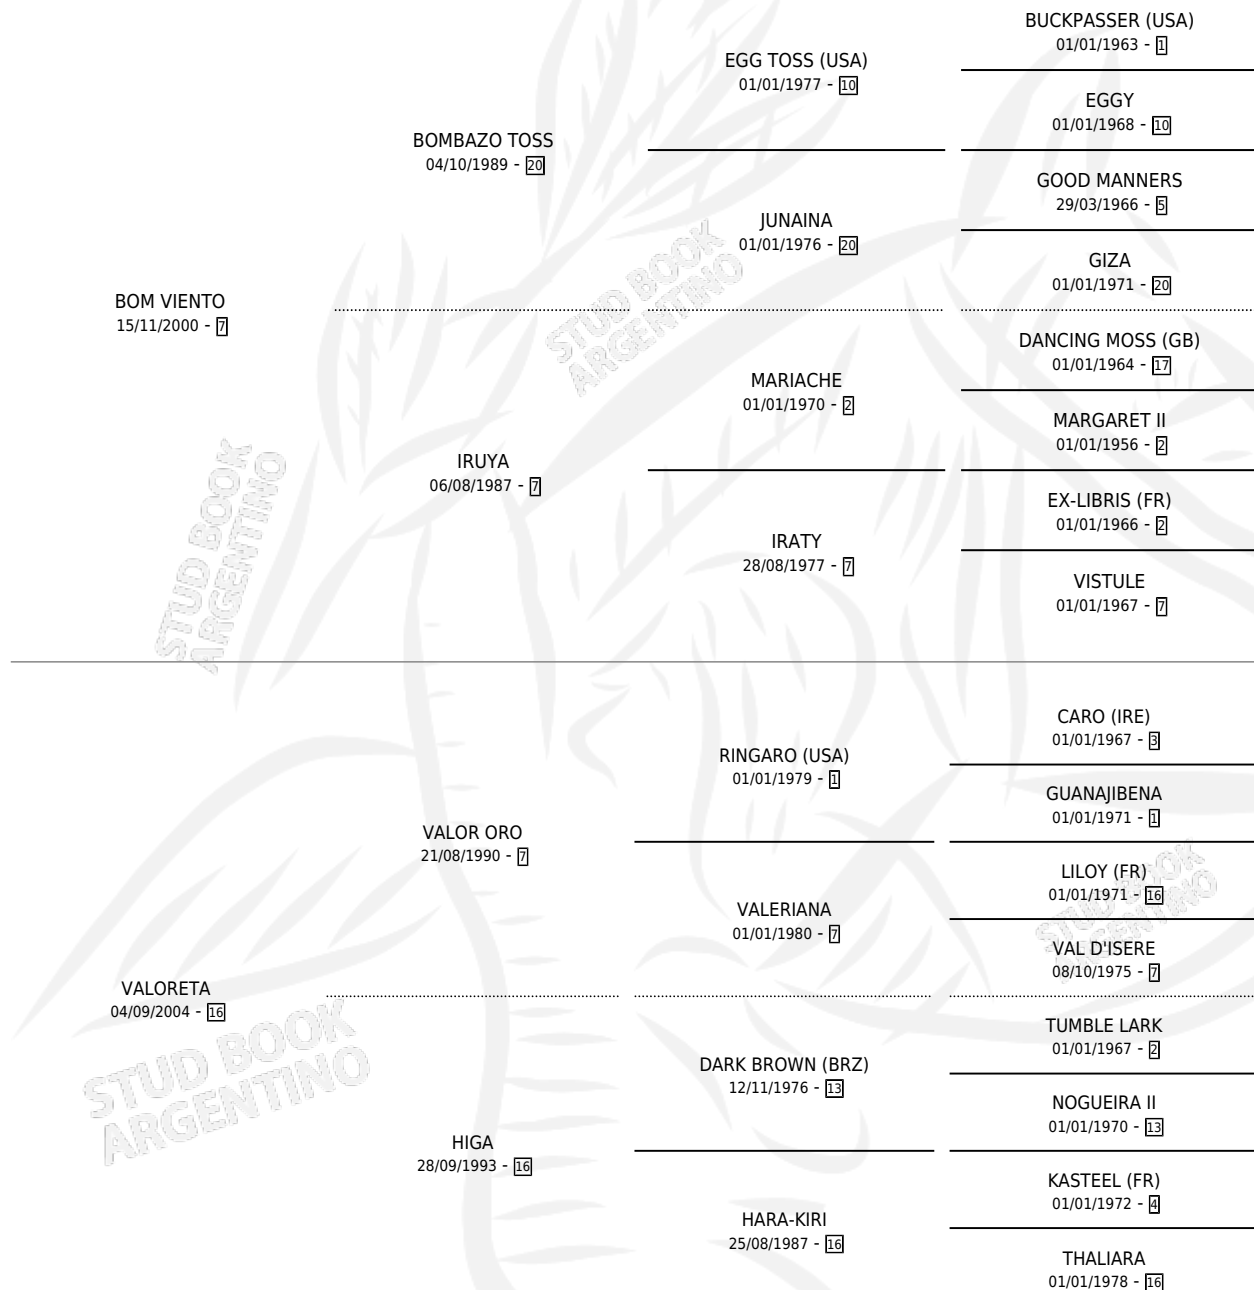 BUCKPASSER (USA)
01/01/1963 - 1
EGG TOSS (USA)
01/01/1977 - 10
EGGY
01/01/1968 - 10
BOMBAZO TOSS
04/10/1989 - 20
GOOD MANNERS
29/03/1966 - 5
JUNAINA
01/01/1976 - 20
GIZA
01/01/1971 - 20
BOM VIENTO
15/11/2000 - 7
STUD BOOK
ARGENTINO
DANCING MOSS (GB)
01/01/1964 - 17
MARIACHE
01/01/1970 - 2
MARGARET II
01/01/1956 - 2
IRUYA
06/08/1987 - 7
EX-LIBRIS (FR)
01/01/1966 - 2
IRATY
28/08/1977 - 7
VISTULE
01/01/1967 - 7
STUD BOOK
ARGENTINO
CARO (IRE)
01/01/1967 - 3
RINGARO (USA)
01/01/1979 - 1
GUANAJIBENA
01/01/1971 - 1
VALOR ORO
21/08/1990 - 7
LILOY (FR)
01/01/1971 - 16
VALERIANA
01/01/1980 - 7
VAL D'ISERE
08/10/1975 - 7
STUD BOOK
ARGENTINO
VALORETA
04/09/2004 - 16
TUMBLE LARK
01/01/1967 - 2
DARK BROWN (BRZ)
12/11/1976 - 13
NOGUEIRA II
01/01/1970 - 13
STUD BOOK
ARGENTINO
HIGA
28/09/1993 - 16
KASTEEL (FR)
01/01/1972 - 4
HARA-KIRI
25/08/1987 - 16
THALIARA
01/01/1978 - 16